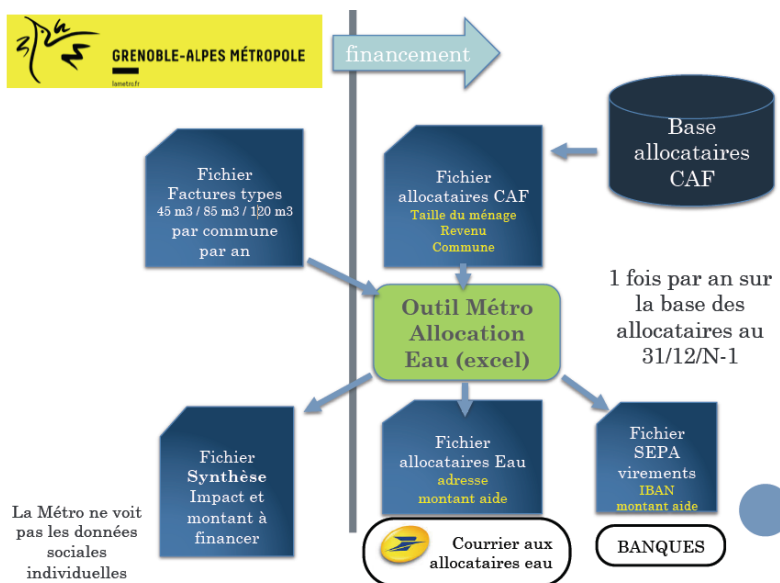 GRENOBLE-ALPES MÉTROPOLE
lametro.fr
financement
Base
allocataires
CAF
Fichier
Factures types
45 m3 / 85 m3 / 120 m3
par commune
par an
Fichier
allocataires CAF
Taille du ménage
Revenu
Commune
1 fois par an sur
la base des
allocataires au
31/12/N-1
Outil Métro
Allocation
Eau (excel)
Fichier
Synthèse
Impact et
montant à
financer
Fichier
allocataires Eau
adresse
montant aide
Fichier
SEPA
virements
IBAN
montant aide
La Métro ne voit
pas les données
sociales
individuelles
Courrier aux
allocataires eau
BANQUES